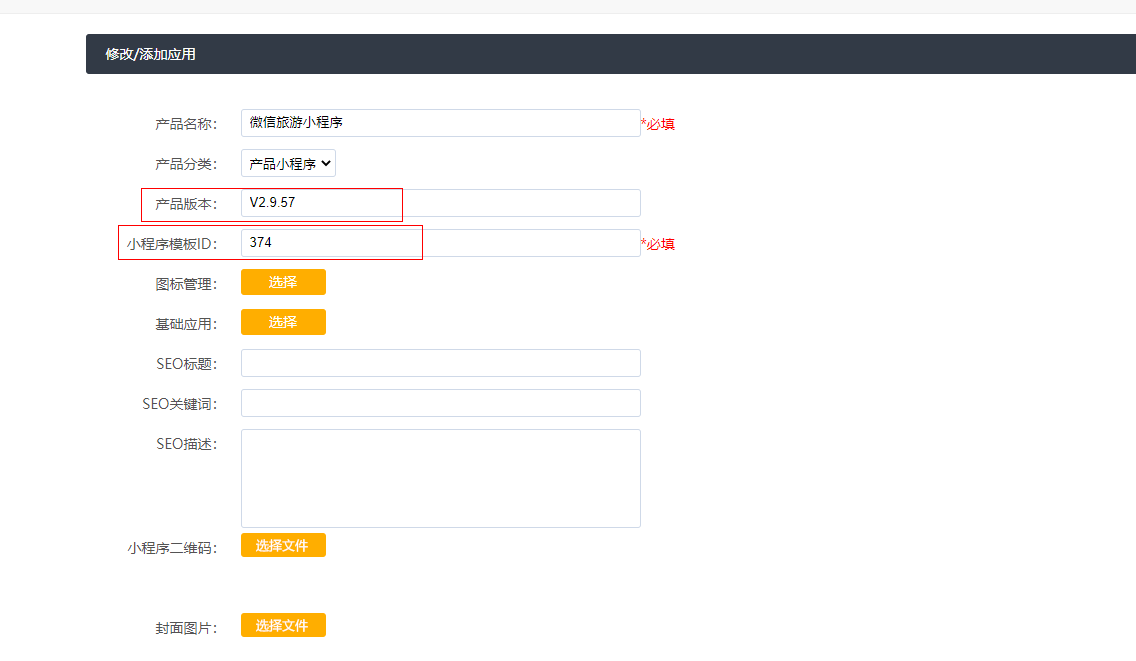 修改/添加应用
产品名称： 微信旅游小程序 *必填
产品分类： 产品小程序
产品版本： V2.9.57
小程序模板ID： 374 *必填
图标管理： 选择
基础应用： 选择
SEO标题：
SEO关键词：
SEO描述：
小程序二维码： 选择文件
封面图片： 选择文件